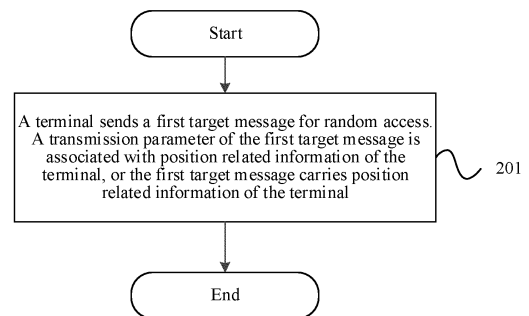 Start
A terminal sends a first target message for random access.
A transmission parameter of the first target message is
associated with position related information of the
terminal, or the first target message carries position
related information of the terminal
201
End